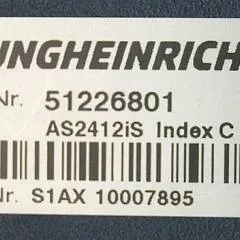 UNGHEINRICH
Nr. 51226801
AS2412iS Index C
Nr. S1AX 10007895